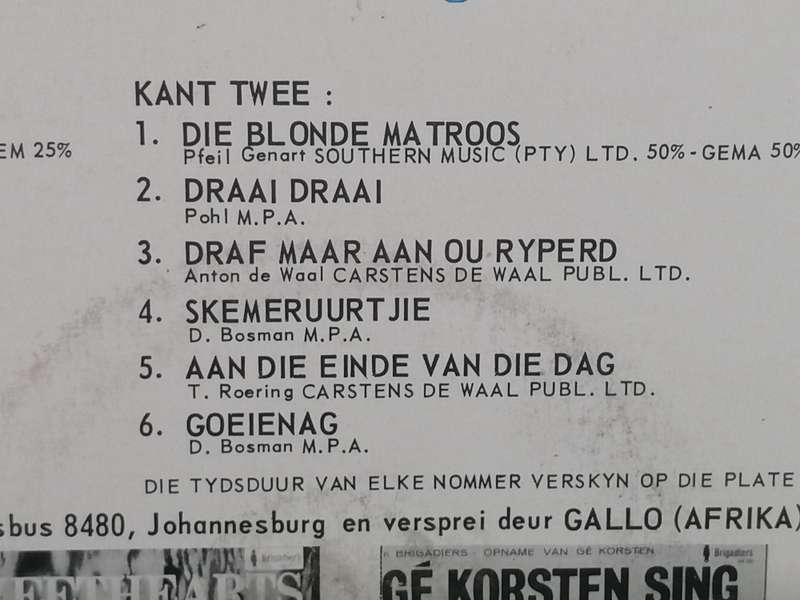 KANT TWEE :
1. DIE BLONDE MATROOS
EM 25%
Pfeil Genart SOUTHERN MUSIC (PTY) LTD. 50% - GEMA 50%
2. DRAAI DRAAI
Pohl M.P.A.
3. DRAF MAAR AAN OU RYPERD
Anton de Waal CARSTENS DE WAAL PUBL. LTD.
4. SKEMERUURTJIE
D. Bosman M.P.A.
5. AAN DIE EINDE VAN DIE DAG
T. Roering CARSTENS DE WAAL PUBL. LTD.
6. GOEIENAG
D. Bosman M.P.A.
DIE TYDSDUUR VAN ELKE NOMMER VERSKYN OP DIE PLATE
sbus 8480, Johannesburg en versprei deur GALLO (AFRIKA)
BRIGADIERS OPNAME VAN GÉ KORSTEN Brigadiers
EETHEARTS
GÉ KORSTEN SING